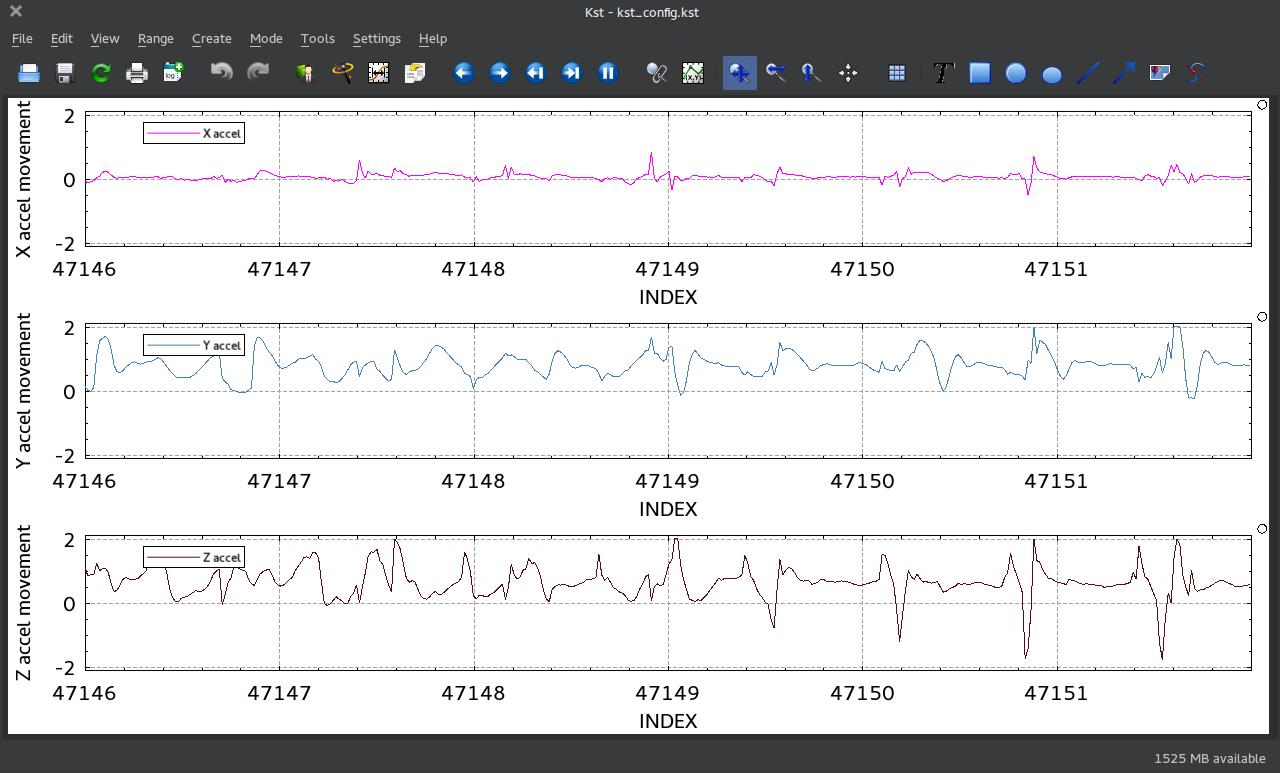 Kst - kst_config.kst
File Edit View Range Create Mode Tools Settings Help
X accel movement
2
0
-2
X accel
47146 47147 47148 47149 47150 47151
INDEX
Y accel movement
2
0
-2
Y accel
47146 47147 47148 47149 47150 47151
INDEX
Z accel movement
2
0
-2
Z accel
47146 47147 47148 47149 47150 47151
INDEX
1525 MB available